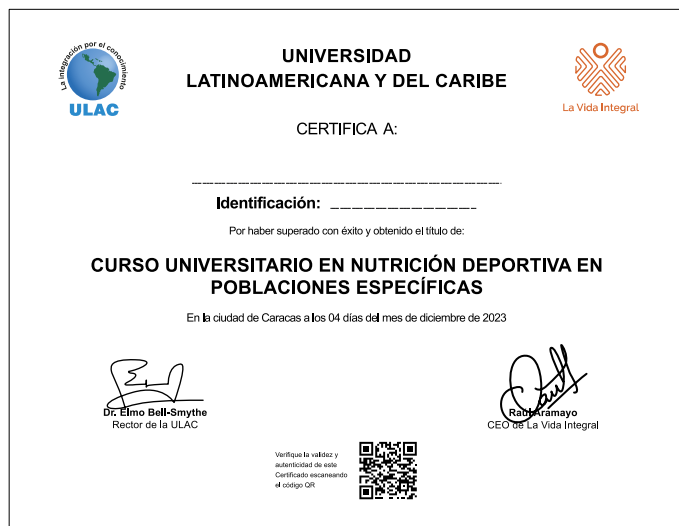 La integración por el conocimiento
ULAC
UNIVERSIDAD
LATINOAMERICANA Y DEL CARIBE
La Vida Integral
CERTIFICA A:
Identificación:
Por haber superado con éxito y obtenido el título de:
CURSO UNIVERSITARIO EN NUTRICIÓN DEPORTIVA EN
POBLACIONES ESPECÍFICAS
En la ciudad de Caracas a los 04 días del mes de diciembre de 2023
Dr. Elmo Bell-Smythe
Rector de la ULAC
Raúl Aramayo
CEO de La Vida Integral
Verifique la validez y
autenticidad de este
Certificado escaneando
el código QR